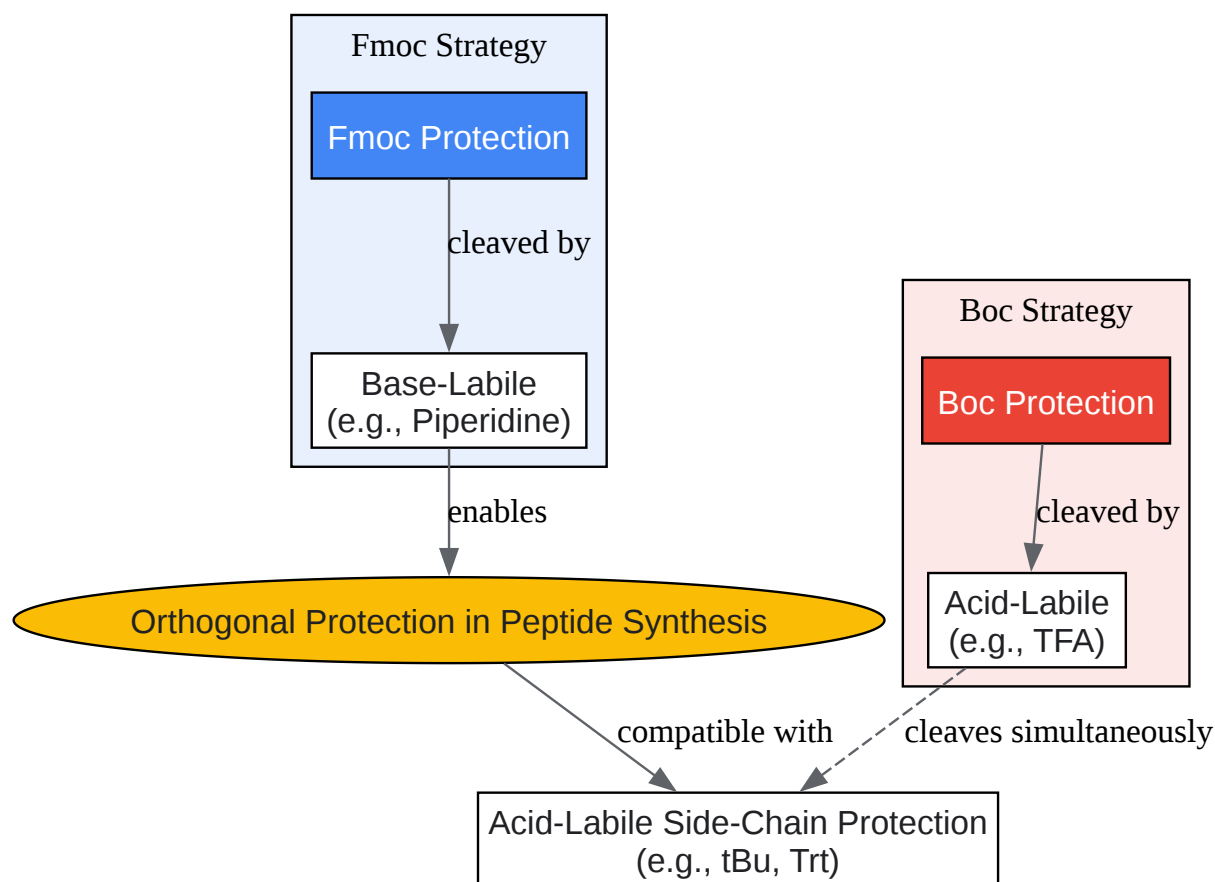 Fmoc Strategy
Fmoc Protection
cleaved by
Base-Labile
(e.g., Piperidine)
enables
Boc Strategy
Boc Protection
cleaved by
Acid-Labile
(e.g., TFA)
Orthogonal Protection in Peptide Synthesis
compatible with
cleaves simultaneously
Acid-Labile Side-Chain Protection
(e.g., tBu, Trt)